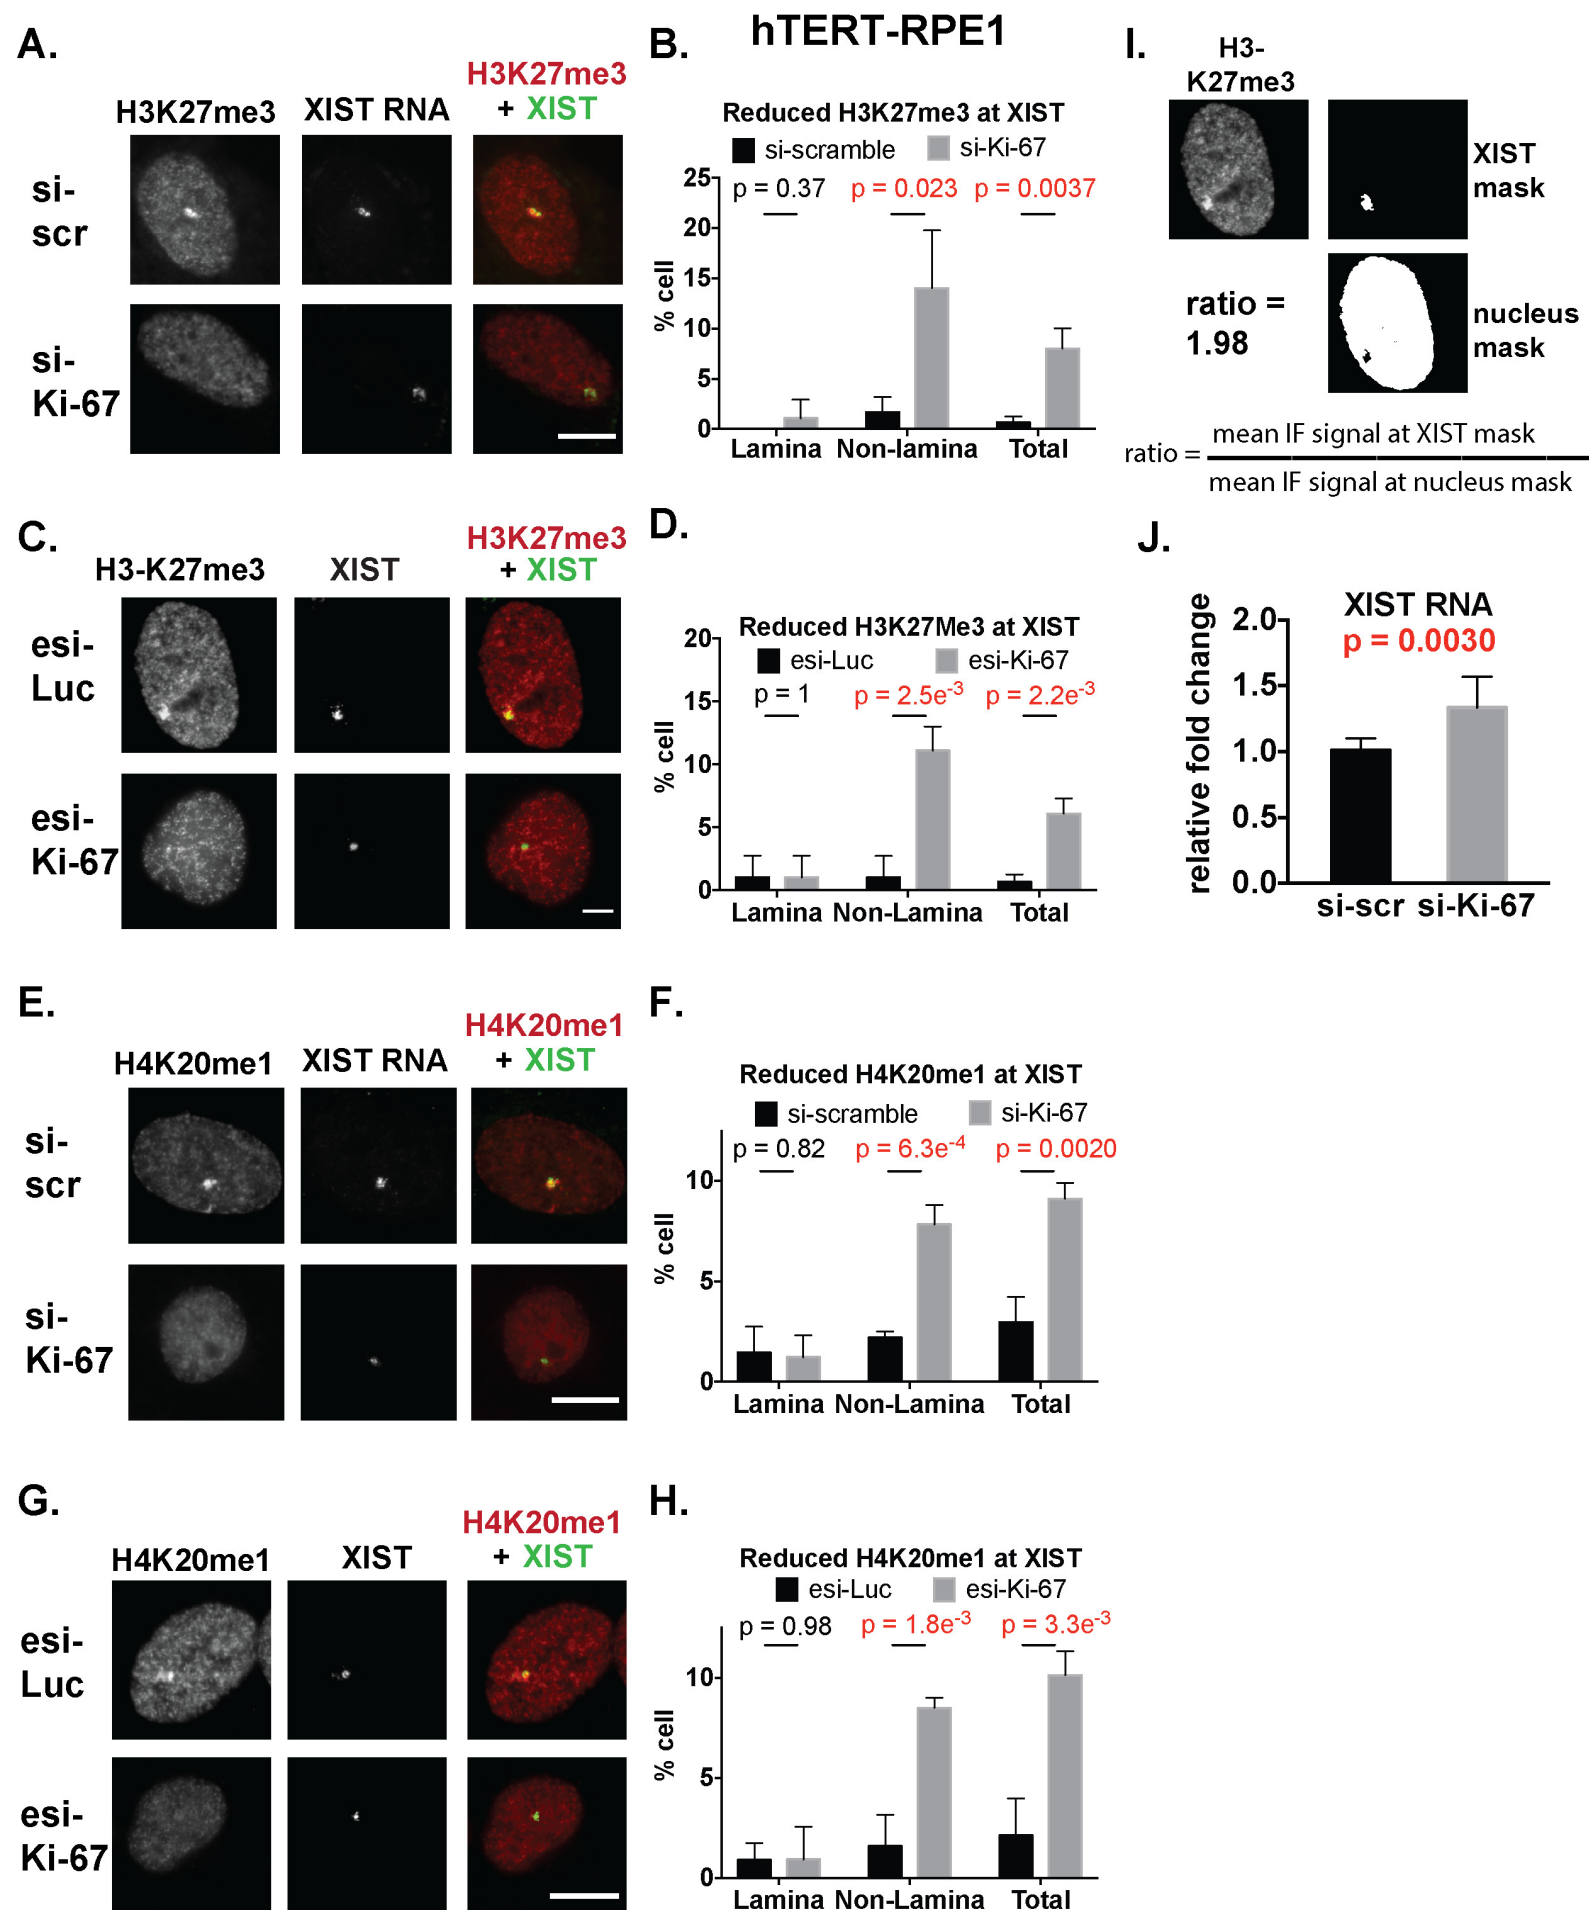 hTERT-RPE1
A.
H3K27me3
H3K27me3 XIST RNA + XIST
si-
scr
si-
Ki-67
B.
Reduced H3K27me3 at XIST
si-scramble si-Ki-67
p = 0.37 p = 0.023 p = 0.0037
% cell
25
20
15
10
5
0
Lamina Non-lamina Total
C.
H3K27me3
H3-K27me3 XIST + XIST
esi-
Luc
esi-
Ki-67
D.
Reduced H3K27Me3 at XIST
esi-Luc esi-Ki-67
p = 1 p = 2.5e-3 p = 2.2e-3
% cell
20
15
10
5
0
Lamina Non-Lamina Total
E.
H4K20me1
H4K20me1 XIST RNA + XIST
si-
scr
si-
Ki-67
F.
Reduced H4K20me1 at XIST
si-scramble si-Ki-67
p = 0.82 p = 6.3e-4 p = 0.0020
% cell
10
5
0
Lamina Non-Lamina Total
G.
H4K20me1
H4K20me1 XIST + XIST
esi-
Luc
esi-
Ki-67
H.
Reduced H4K20me1 at XIST
esi-Luc esi-Ki-67
p = 0.98 p = 1.8e-3 p = 3.3e-3
% cell
10
5
0
Lamina Non-Lamina Total
I.
H3-
K27me3
XIST
mask
ratio =
1.98
nucleus
mask
ratio = mean IF signal at XIST mask
mean IF signal at nucleus mask
J.
XIST RNA
p = 0.0030
relative fold change
2.0
1.5
1.0
0.5
0.0
si-scr si-Ki-67